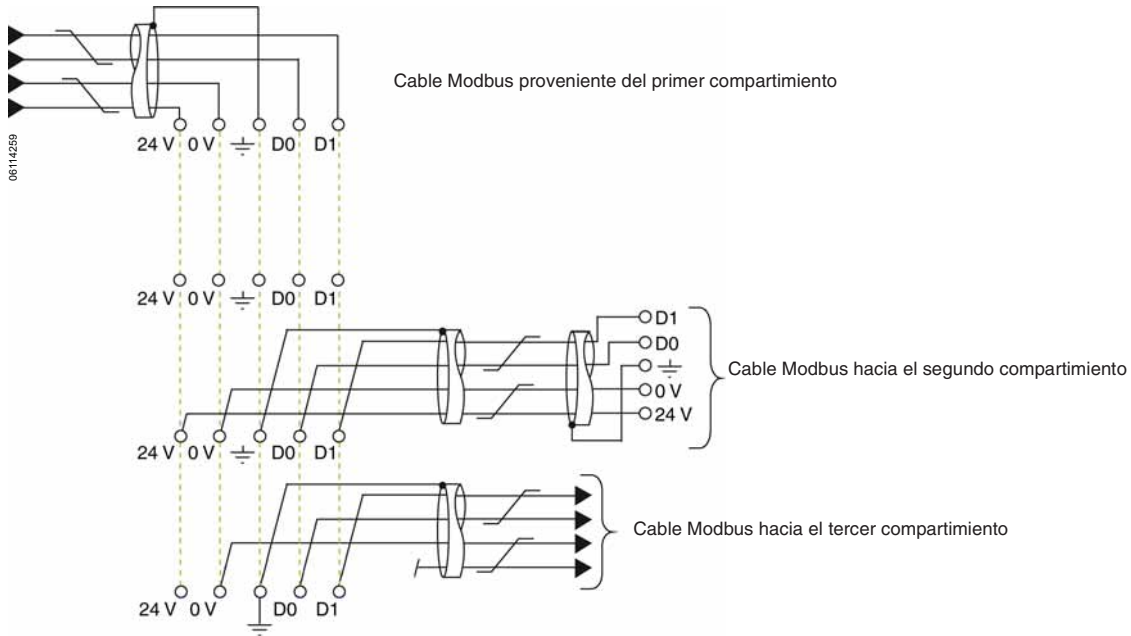 Cable Modbus proveniente del primer compartimiento
06114259
24 V 0 V D0 D1
24 V 0 V D0 D1
D1
D0
0 V
24 V
Cable Modbus hacia el segundo compartimiento
24 V 0 V D0 D1
Cable Modbus hacia el tercer compartimiento
24 V 0 V D0 D1